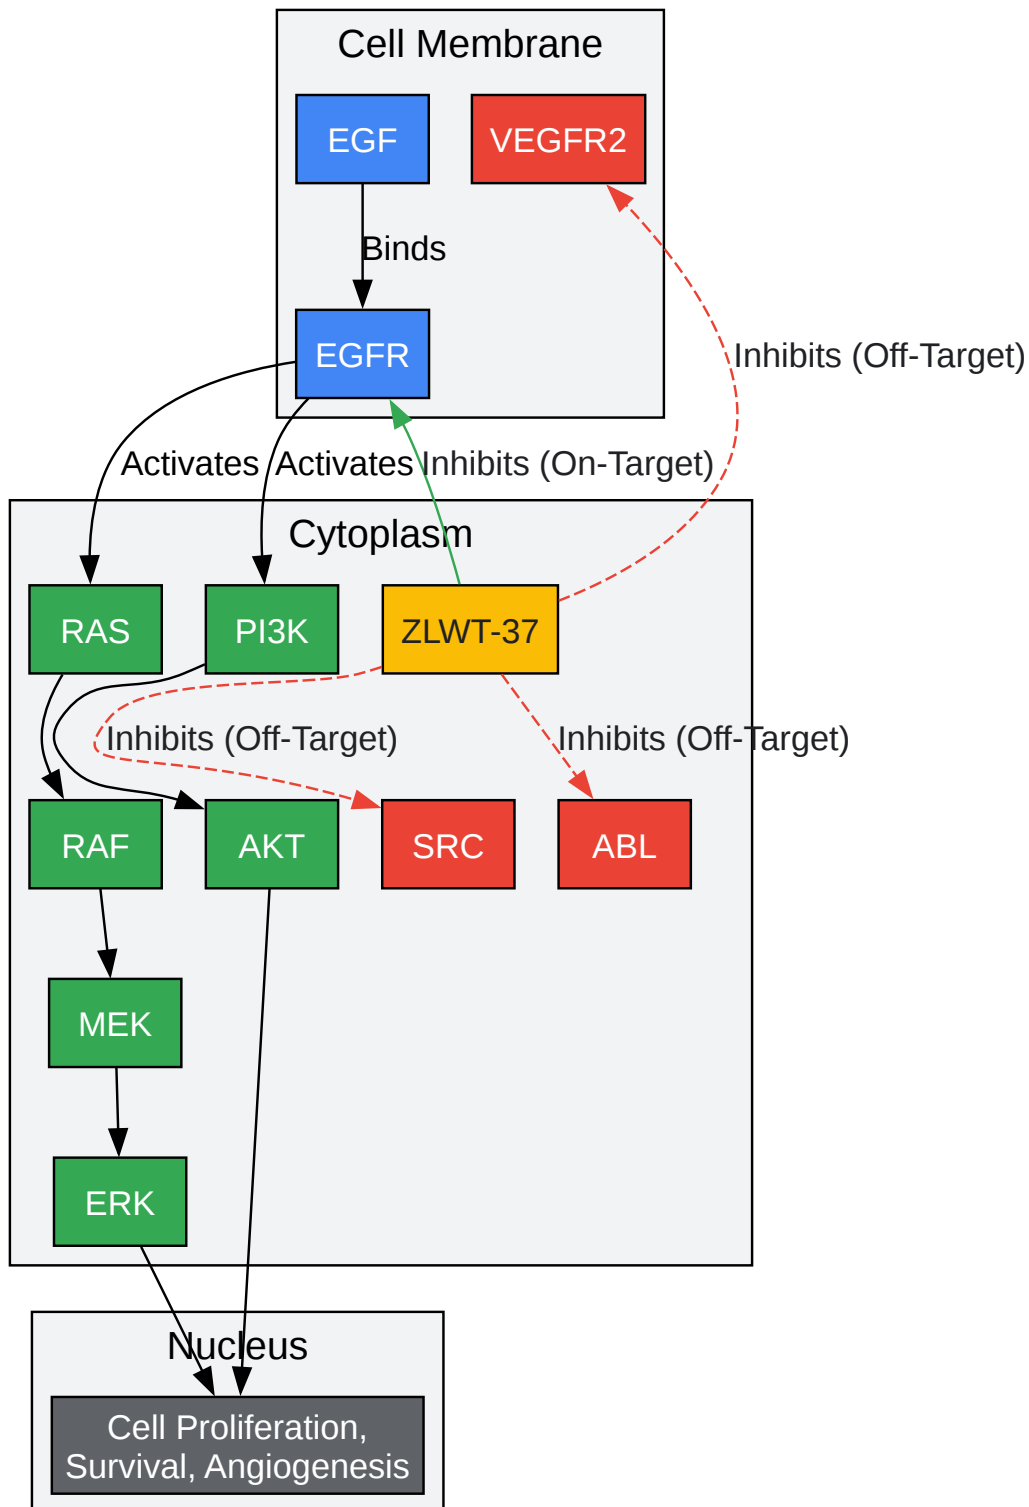 Cell Membrane
EGF
VEGFR2
Binds
EGFR
Inhibits (Off-Target)
Activates
Activates
Inhibits (On-Target)
Cytoplasm
RAS
PI3K
ZLWT-37
Inhibits (Off-Target)
Inhibits (Off-Target)
RAF
AKT
SRC
ABL
MEK
ERK
Nucleus
Cell Proliferation,
Survival, Angiogenesis